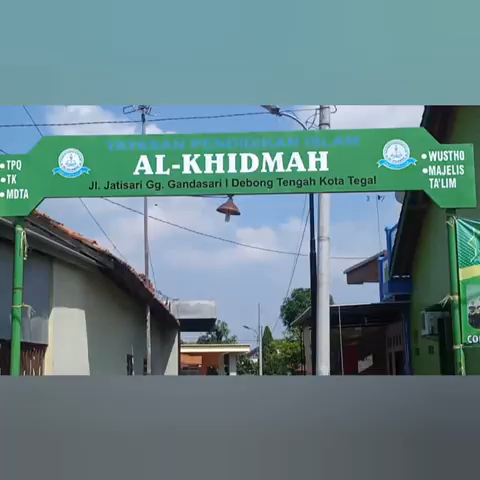 YAYASAN PENDIDIKAN ISLAM
AL-KHIDMAH
Jl. Jatisari Gg. Gandasari I Debong Tengah Kota Tegal
• TPQ
• TK
• MDTA
• WUSTHO
• MAJELIS
TA'LIM